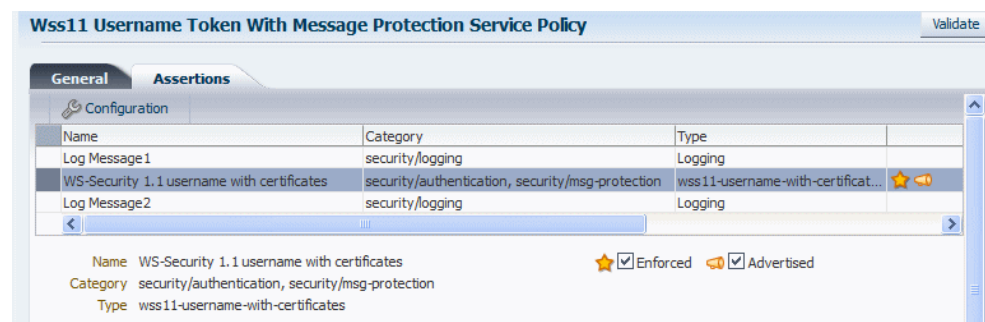 Wss11 Username Token With Message Protection Service Policy
Validate
General Assertions
Configuration
Name Category Type
Log Message1 security/logging Logging
WS-Security 1.1 username with certificates security/authentication, security/msg-protection wss11-username-with-certificat...
Log Message2 security/logging Logging
Name WS-Security 1.1 username with certificates Enforced Advertised
Category security/authentication, security/msg-protection
Type wss11-username-with-certificates